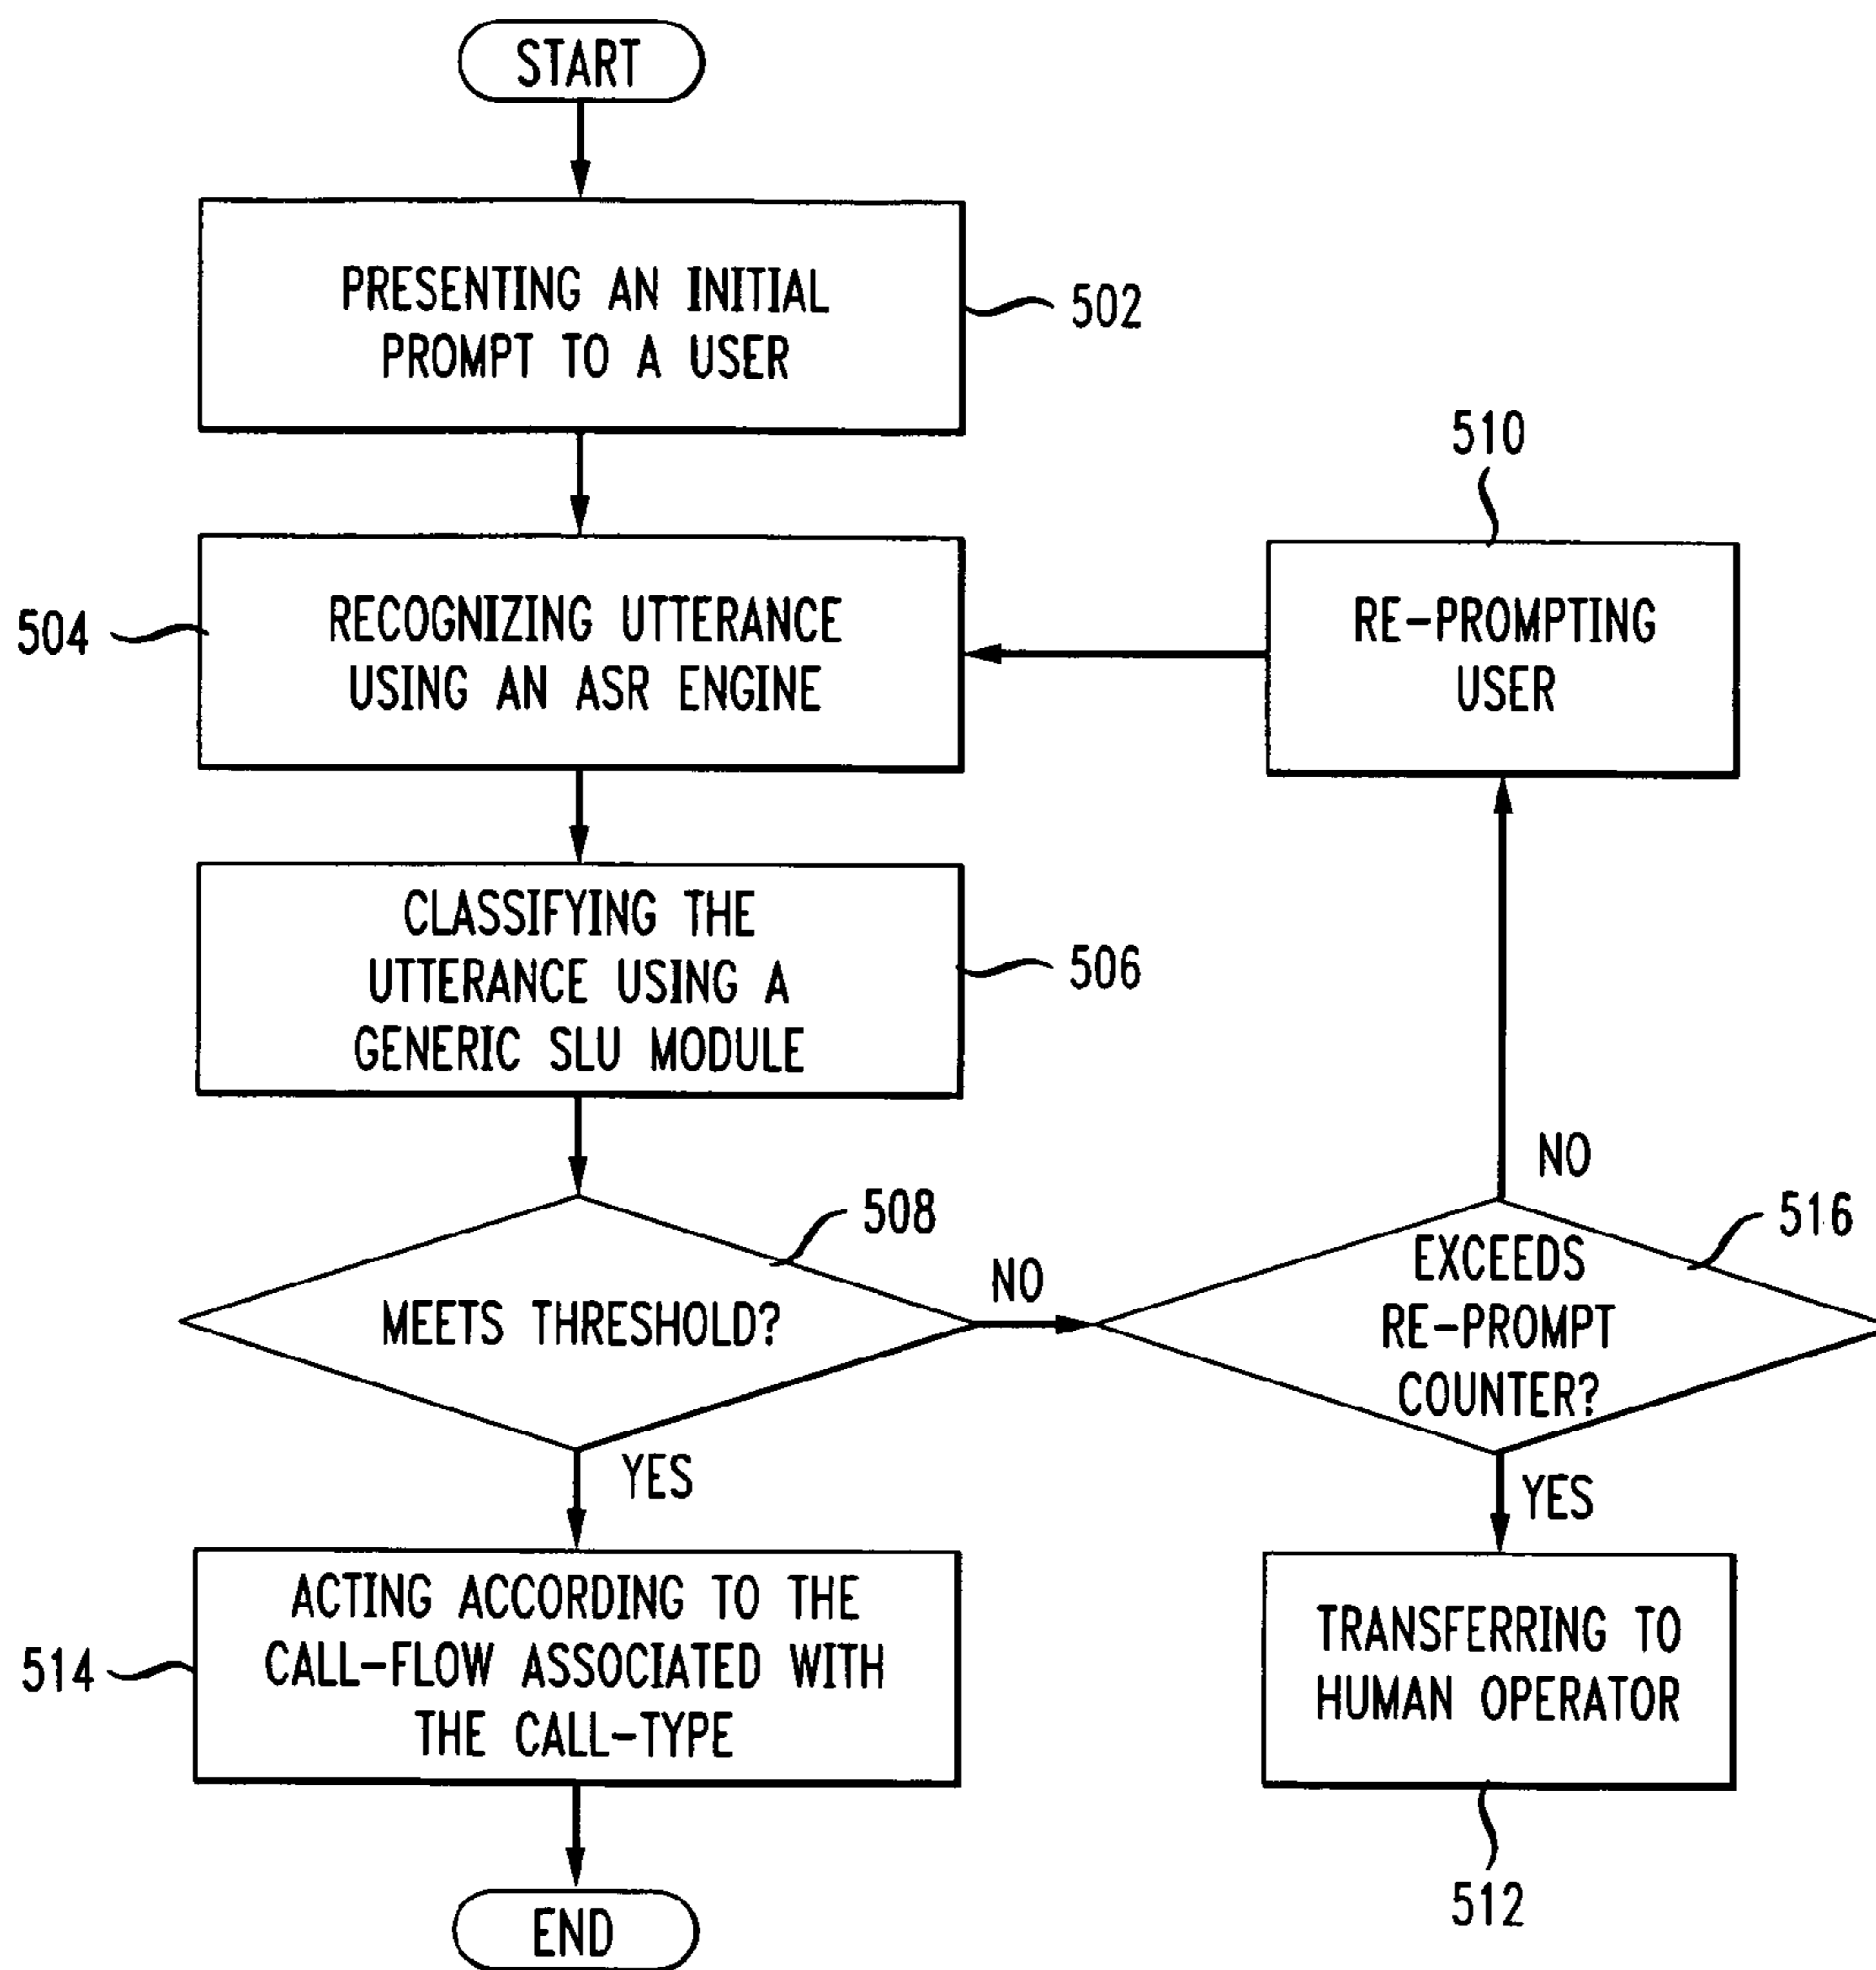 START
PRESENTING AN INITIAL
PROMPT TO A USER
502
510
504
RECOGNIZING UTTERANCE
USING AN ASR ENGINE
RE-PROMPTING
USER
CLASSIFYING THE
UTTERANCE USING A
GENERIC SLU MODULE
506
NO
508
516
MEETS THRESHOLD?
NO
EXCEEDS
RE-PROMPT
COUNTER?
YES
YES
514
ACTING ACCORDING TO THE
CALL-FLOW ASSOCIATED WITH
THE CALL-TYPE
TRANSFERRING TO
HUMAN OPERATOR
512
END